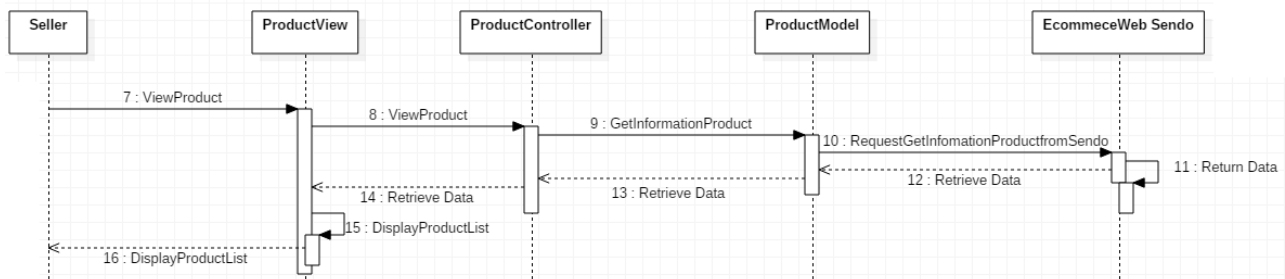 Seller
ProductView
ProductController
ProductModel
EcommeceWeb Sendo
7 : ViewProduct
8 : ViewProduct
9 : GetInformationProduct
10 : RequestGetInfomationProductfromSendo
11 : Return Data
12 : Retrieve Data
13 : Retrieve Data
14 : Retrieve Data
15 : DisplayProductList
16 : DisplayProductList